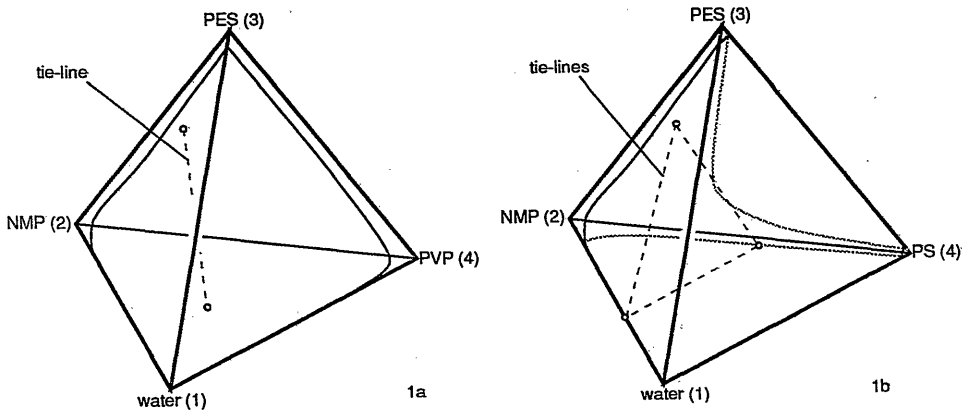 PES (3)
tie-line
NMP (2)
PVP (4)
water (1)
1a
PES (3)
tie-lines
NMP (2)
PS (4)
water (1)
1b